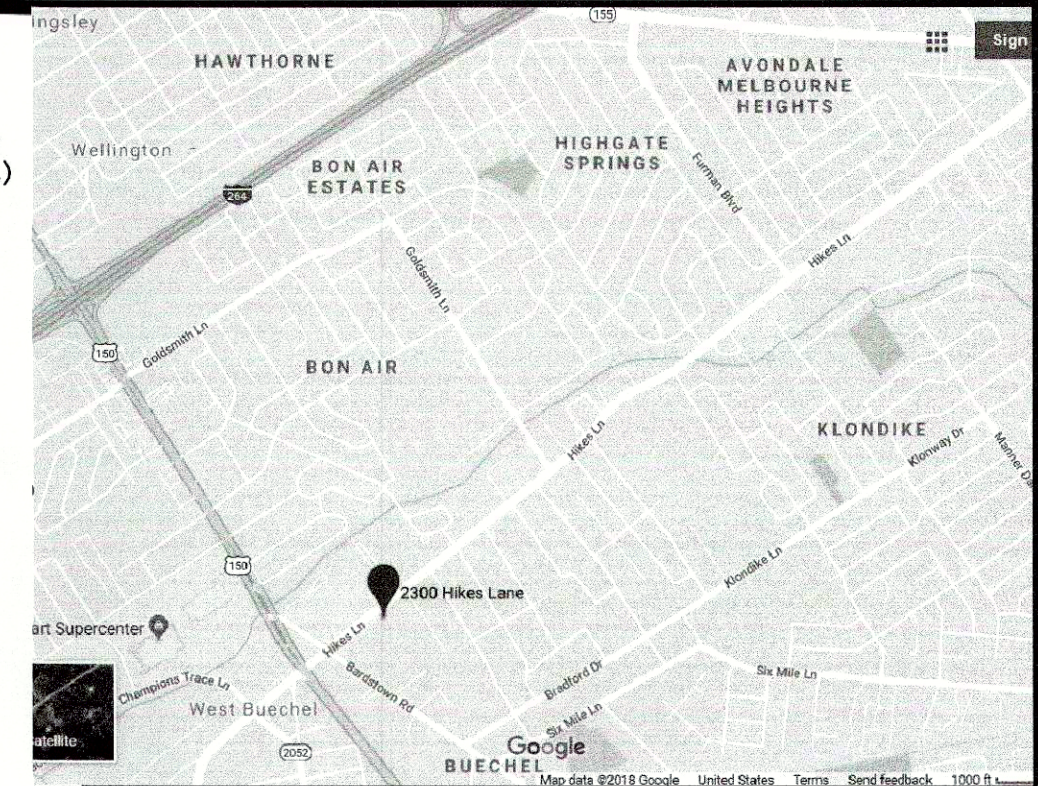 ingsley
155
Sign
HAWTHORNE
AVONDALE
MELBOURNE
HEIGHTS
Wellington
)
BON AIR
ESTATES
HIGHGATE
SPRINGS
Furman Blvd
264
Goldsmith Ln
Hikes Ln
150
Goldsmith Ln
BON AIR
Hikes Ln
KLONDIKE
Klonway Dr
Manner Da
150
Klondike Ln
2300 Hikes Lane
art Supercenter
Hikes Ln
Bardstown Rd
Bradford Dr
Six Mile Ln
Champions Trace Ln
West Buechel
Six Mile Ln
atellite
2052
Google
BUECHEL
Map data ©2018 Google United States Terms Send feedback 1000 ft